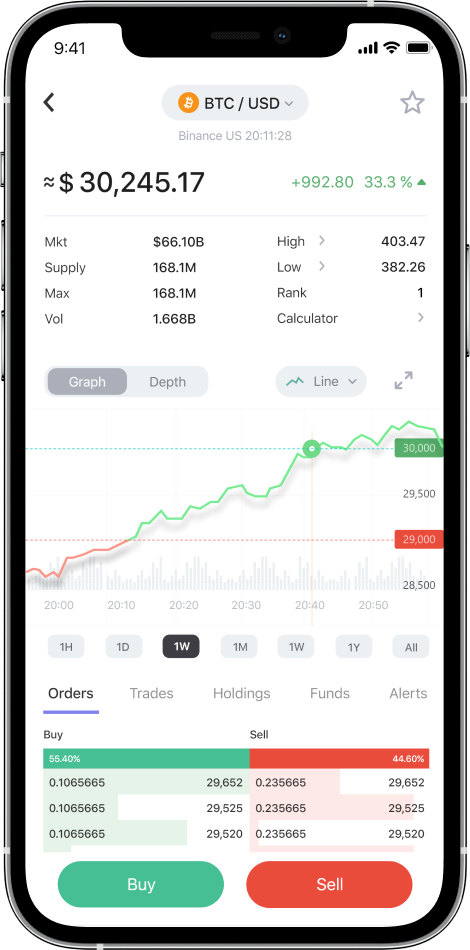 9:41
BTC / USD
Binance US 20:11:28
≈ $ 30,245.17 +992.80 33.3 %
Mkt $66.10B High 403.47
Supply 168.1M Low 382.26
Max 168.1M Rank 1
Vol 1.668B Calculator
Graph Depth Line
30,000
29,500
29,000
28,500
20:00 20:10 20:20 20:30 20:40 20:50
1H 1D 1W 1M 1W 1Y All
Orders Trades Holdings Funds Alerts
Buy Sell
55.40% 44.60%
0.1065665 29,652 0.235665 29,652
0.1065665 29,525 0.235665 29,525
0.1065665 29,520 0.235665 29,520
Buy Sell